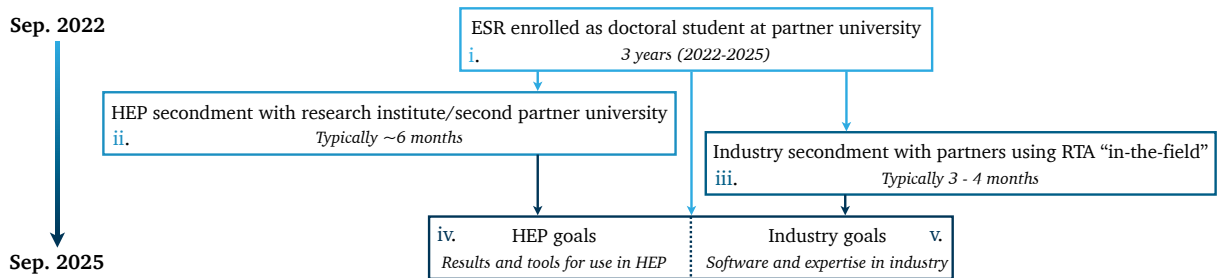 Sep. 2022
ESR enrolled as doctoral student at partner university
i. 3 years (2022-2025)
HEP secondment with research institute/second partner university
ii. Typically ~6 months
Industry secondment with partners using RTA “in-the-field”
iii. Typically 3 - 4 months
iv. HEP goals
Results and tools for use in HEP
Industry goals v.
Software and expertise in industry
Sep. 2025